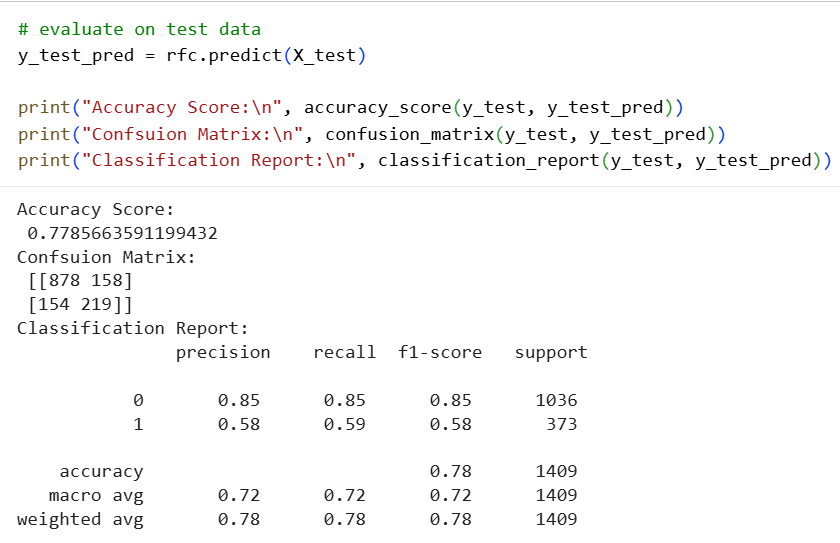 # evaluate on test data
y_test_pred = rfc.predict(X_test)
print("Accuracy Score:\n", accuracy_score(y_test, y_test_pred))
print("Confsuion Matrix:\n", confusion_matrix(y_test, y_test_pred))
print("Classification Report:\n", classification_report(y_test, y_test_pred))
Accuracy Score:
 0.7785663591199432
Confsuion Matrix:
 [[878 158]
 [154 219]]
Classification Report:
               precision    recall  f1-score   support
           0       0.85      0.85      0.85      1036
           1       0.58      0.59      0.58       373
    accuracy                           0.78      1409
   macro avg       0.72      0.72      0.72      1409
weighted avg       0.78      0.78      0.78      1409